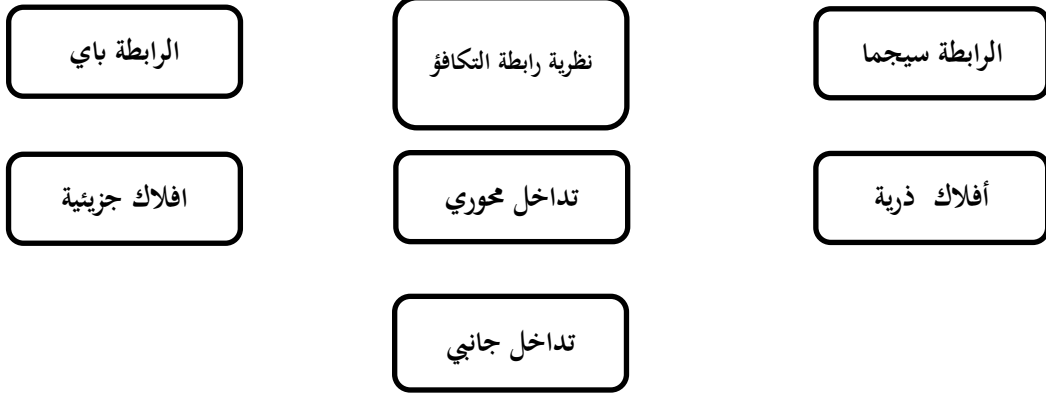 الرابطة سيجما
نظرية رابطة التكافؤ
الرابطة باي
أفلاك ذرية
تداخل محوري
افلاك جزيئية
تداخل جانبي